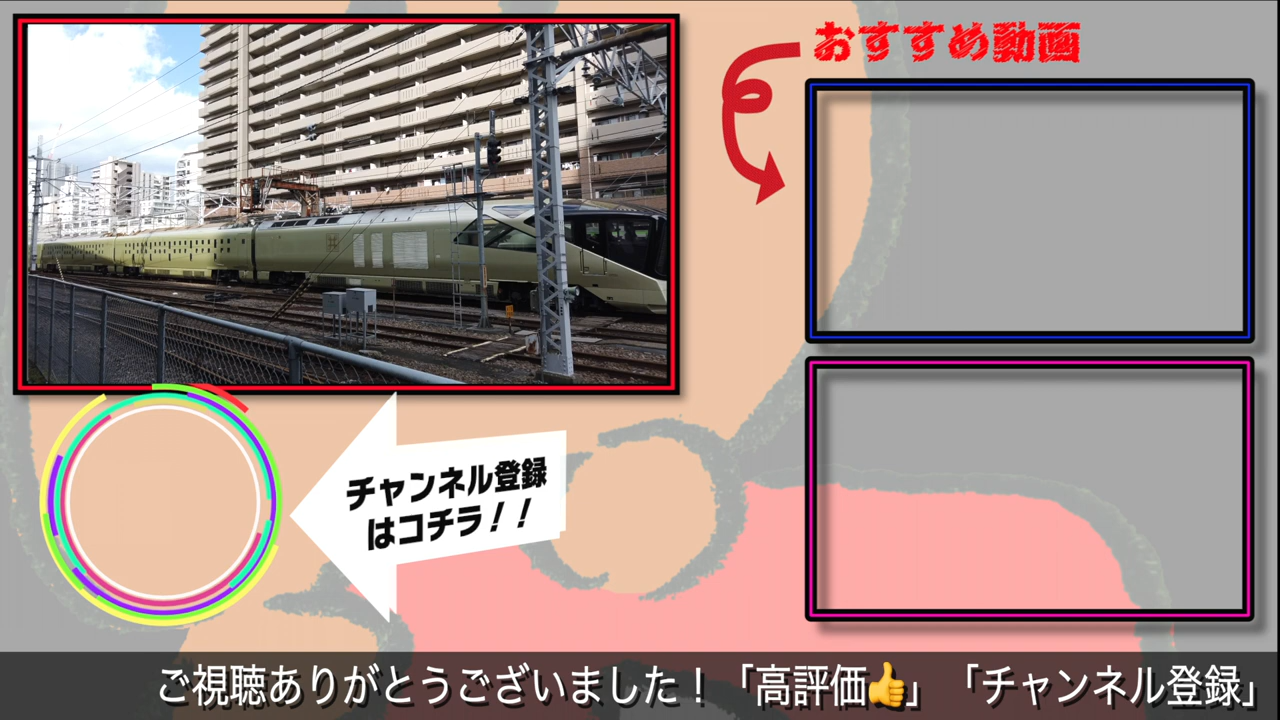 おすすめ動画
チャンネル登録
はコチラ！！
ご視聴ありがとうございました！「高評価👍」 「チャンネル登録」